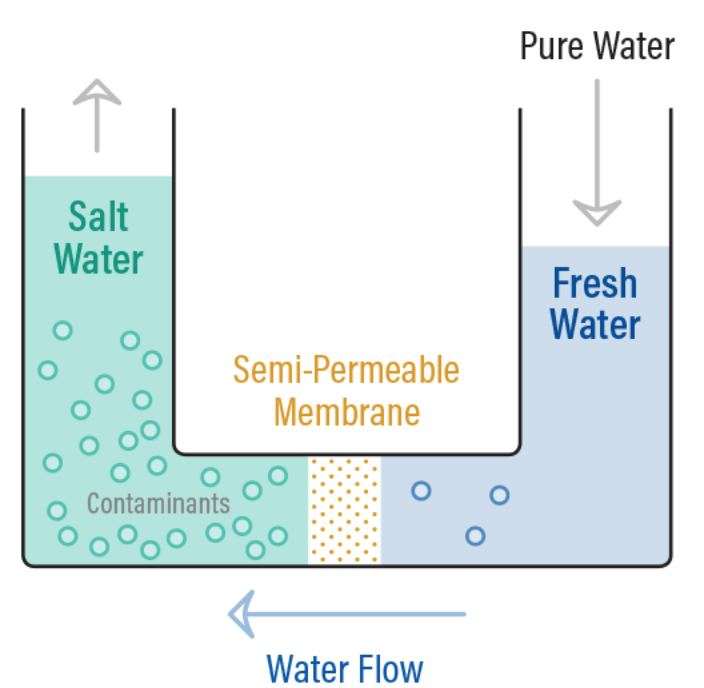 Pure Water
Salt
Water
Fresh
Water
Semi-Permeable
Membrane
Contaminants
Water Flow